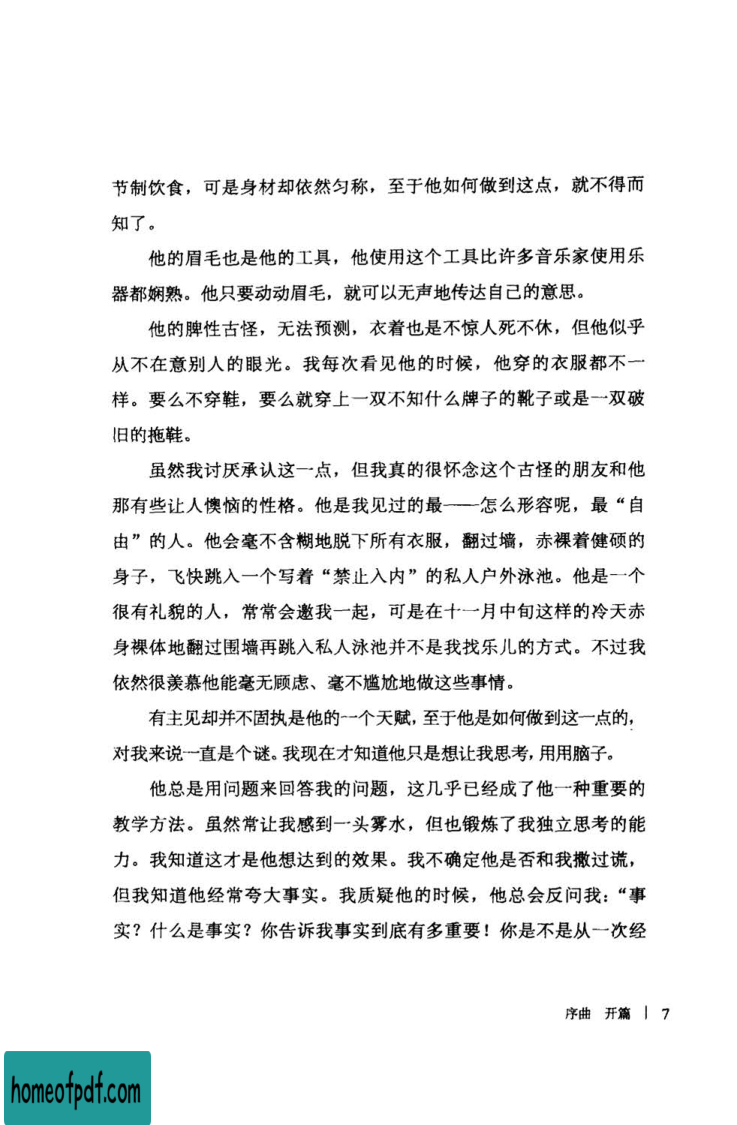 节制饮食，可是身材却依然匀称，至于他如何做到这点，就不得而
知了。
他的眉毛也是他的工具，他使用这个工具比许多音乐家使用乐
器都娴熟。他只要动动眉毛，就可以无声地传达自己的意思。
他的脾性古怪，无法预测，衣着也是不惊人死不休，但他似乎
从不在意别人的眼光。我每次看见他的时候，他穿的衣服都不一
样。要么不穿鞋，要么就穿上一双不知什么牌子的靴子或是一双破
旧的拖鞋。
虽然我讨厌承认这一点，但我真的很怀念这个古怪的朋友和他
那有些让人懊恼的性格。他是我见过的最——怎么形容呢，最“自
由”的人。他会毫不含糊地脱下所有衣服，翻过墙，赤裸着健硕的
身子，飞快跳入一个写着“禁止入内”的私人户外泳池。他是一个
很有礼貌的人，常常会邀我一起，可是在十一月中旬这样的冷天赤
身裸体地翻过围墙再跳入私人泳池并不是我找乐儿的方式。不过我
依然很羡慕他能毫无顾虑、毫不尴尬地做这些事情。
有主见却并不固执是他的一个天赋，至于他是如何做到这一点的，
对我来说一直是个谜。我现在才知道他只是想让我思考，用用脑子。
他总是用问题来回答我的问题，这几乎已经成了他一种重要的
教学方法。虽然常让我感到一头雾水，但也锻炼了我独立思考的能
力。我知道这才是他想达到的效果。我不确定他是否和我撒过谎，
但我知道他经常夸大事实。我质疑他的时候，他总会反问我：“事
实？什么是事实？你告诉我事实到底有多重要！你是不是从一次经
序曲 开篇 | 7
homeofpdf.com